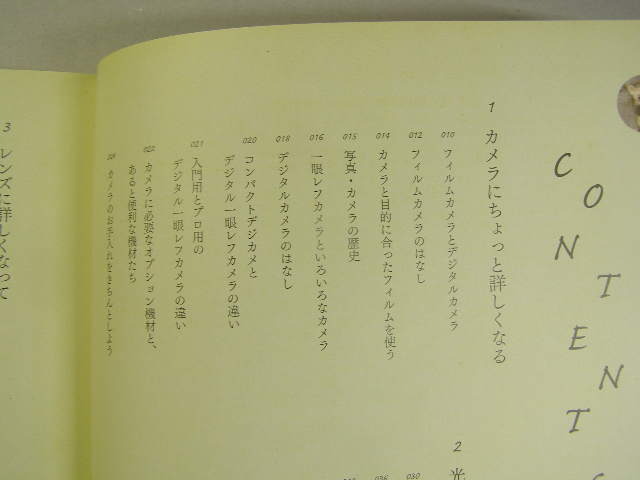 CONTENTS
1 カメラにちょっと詳しくなる
010 フィルムカメラとデジタルカメラ
012 フィルムカメラのはなし
014 カメラと目的に合ったフィルムを使う
015 写真・カメラの歴史
016 一眼レフカメラといろいろなカメラ
018 デジタルカメラのはなし
020 コンパクトデジカメと
デジタル一眼レフカメラの違い
021 入門用とプロ用の
デジタル一眼レフカメラの違い
022 カメラに必要なオプション機材と、
あると便利な機材たち
カメラのお手入れをきちんとしよう
2 光
030
036
3 レンズに詳しくなって